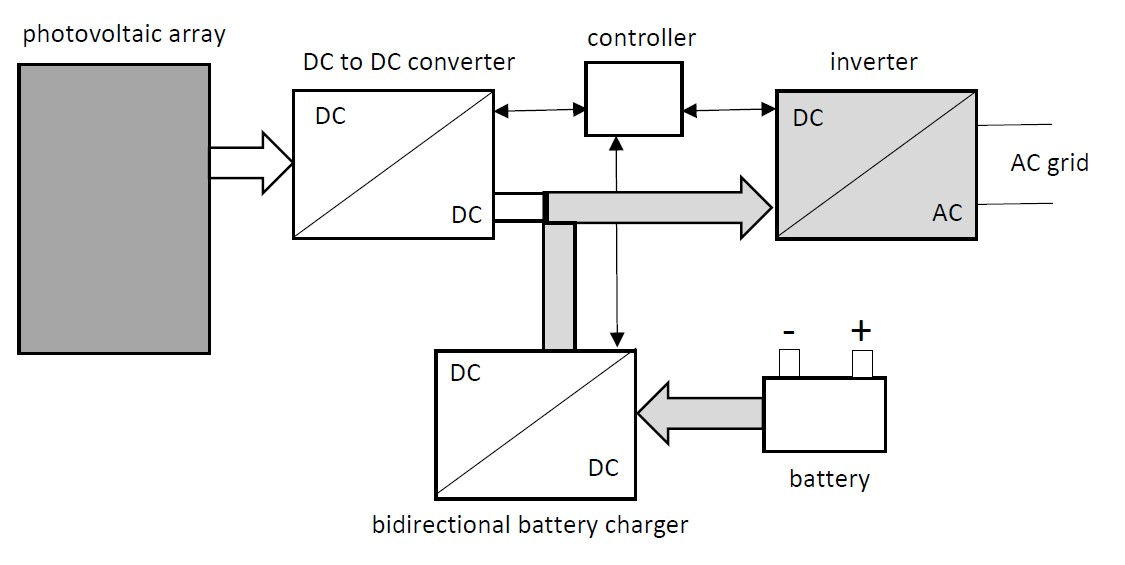 photovoltaic array
DC to DC converter
controller
inverter
DC
DC
DC
AC
AC grid
DC
DC
- +
battery
bidirectional battery charger